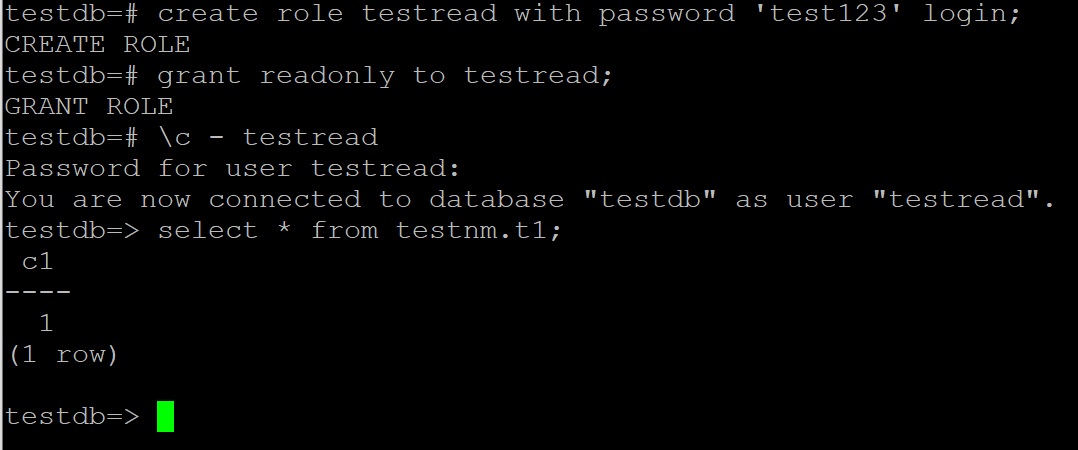 testdb=# create role testread with password 'test123' login;
CREATE ROLE
testdb=# grant readonly to testread;
GRANT ROLE
testdb=# \c - testread
Password for user testread:
You are now connected to database "testdb" as user "testread".
testdb=> select * from testnm.t1;
 c1
----
  1
(1 row)

testdb=>